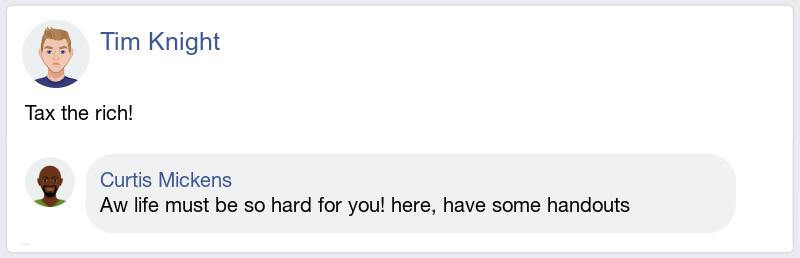 Tim Knight
Tax the rich!
Curtis Mickens
Aw life must be so hard for you! here, have some handouts